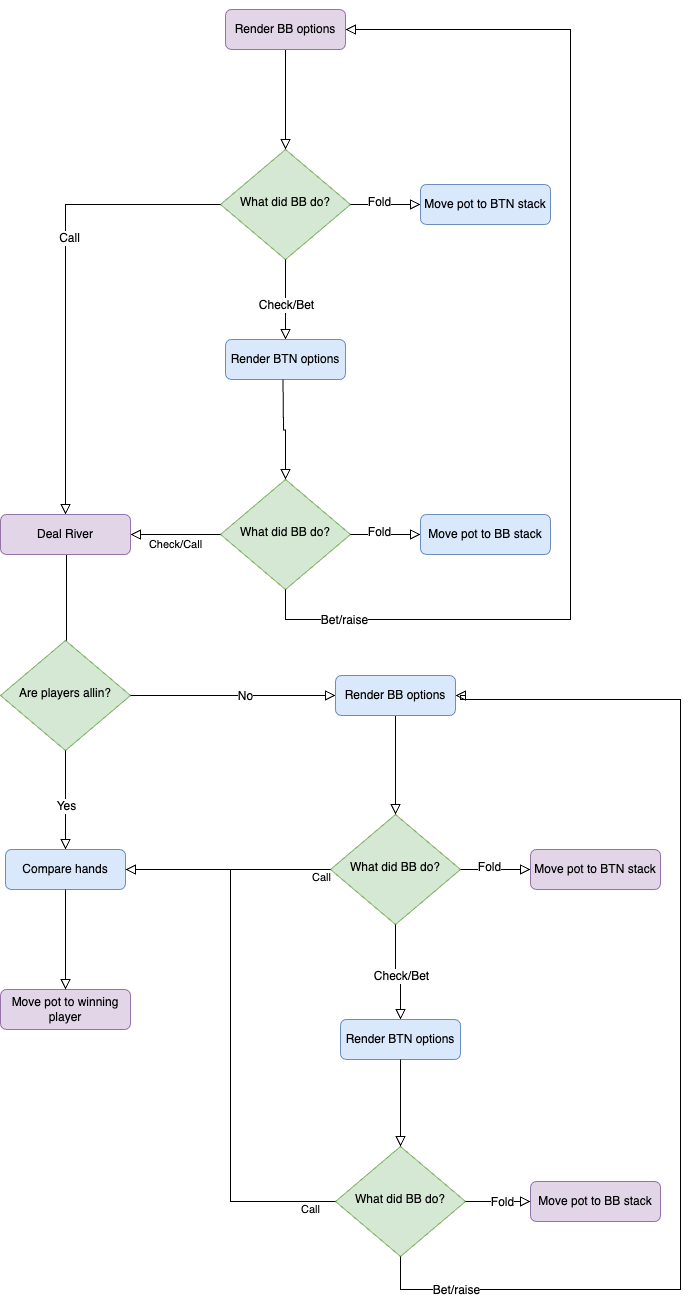 Render BB options
What did BB do?
Fold
Move pot to BTN stack
Call
Check/Bet
Render BTN options
Deal River
Check/Call
What did BB do?
Fold
Move pot to BB stack
Bet/raise
Are players allin?
No
Render BB options
Yes
Compare hands
Call
What did BB do?
Fold
Move pot to BTN stack
Check/Bet
Move pot to winning
player
Render BTN options
What did BB do?
Fold
Move pot to BB stack
Call
Bet/raise